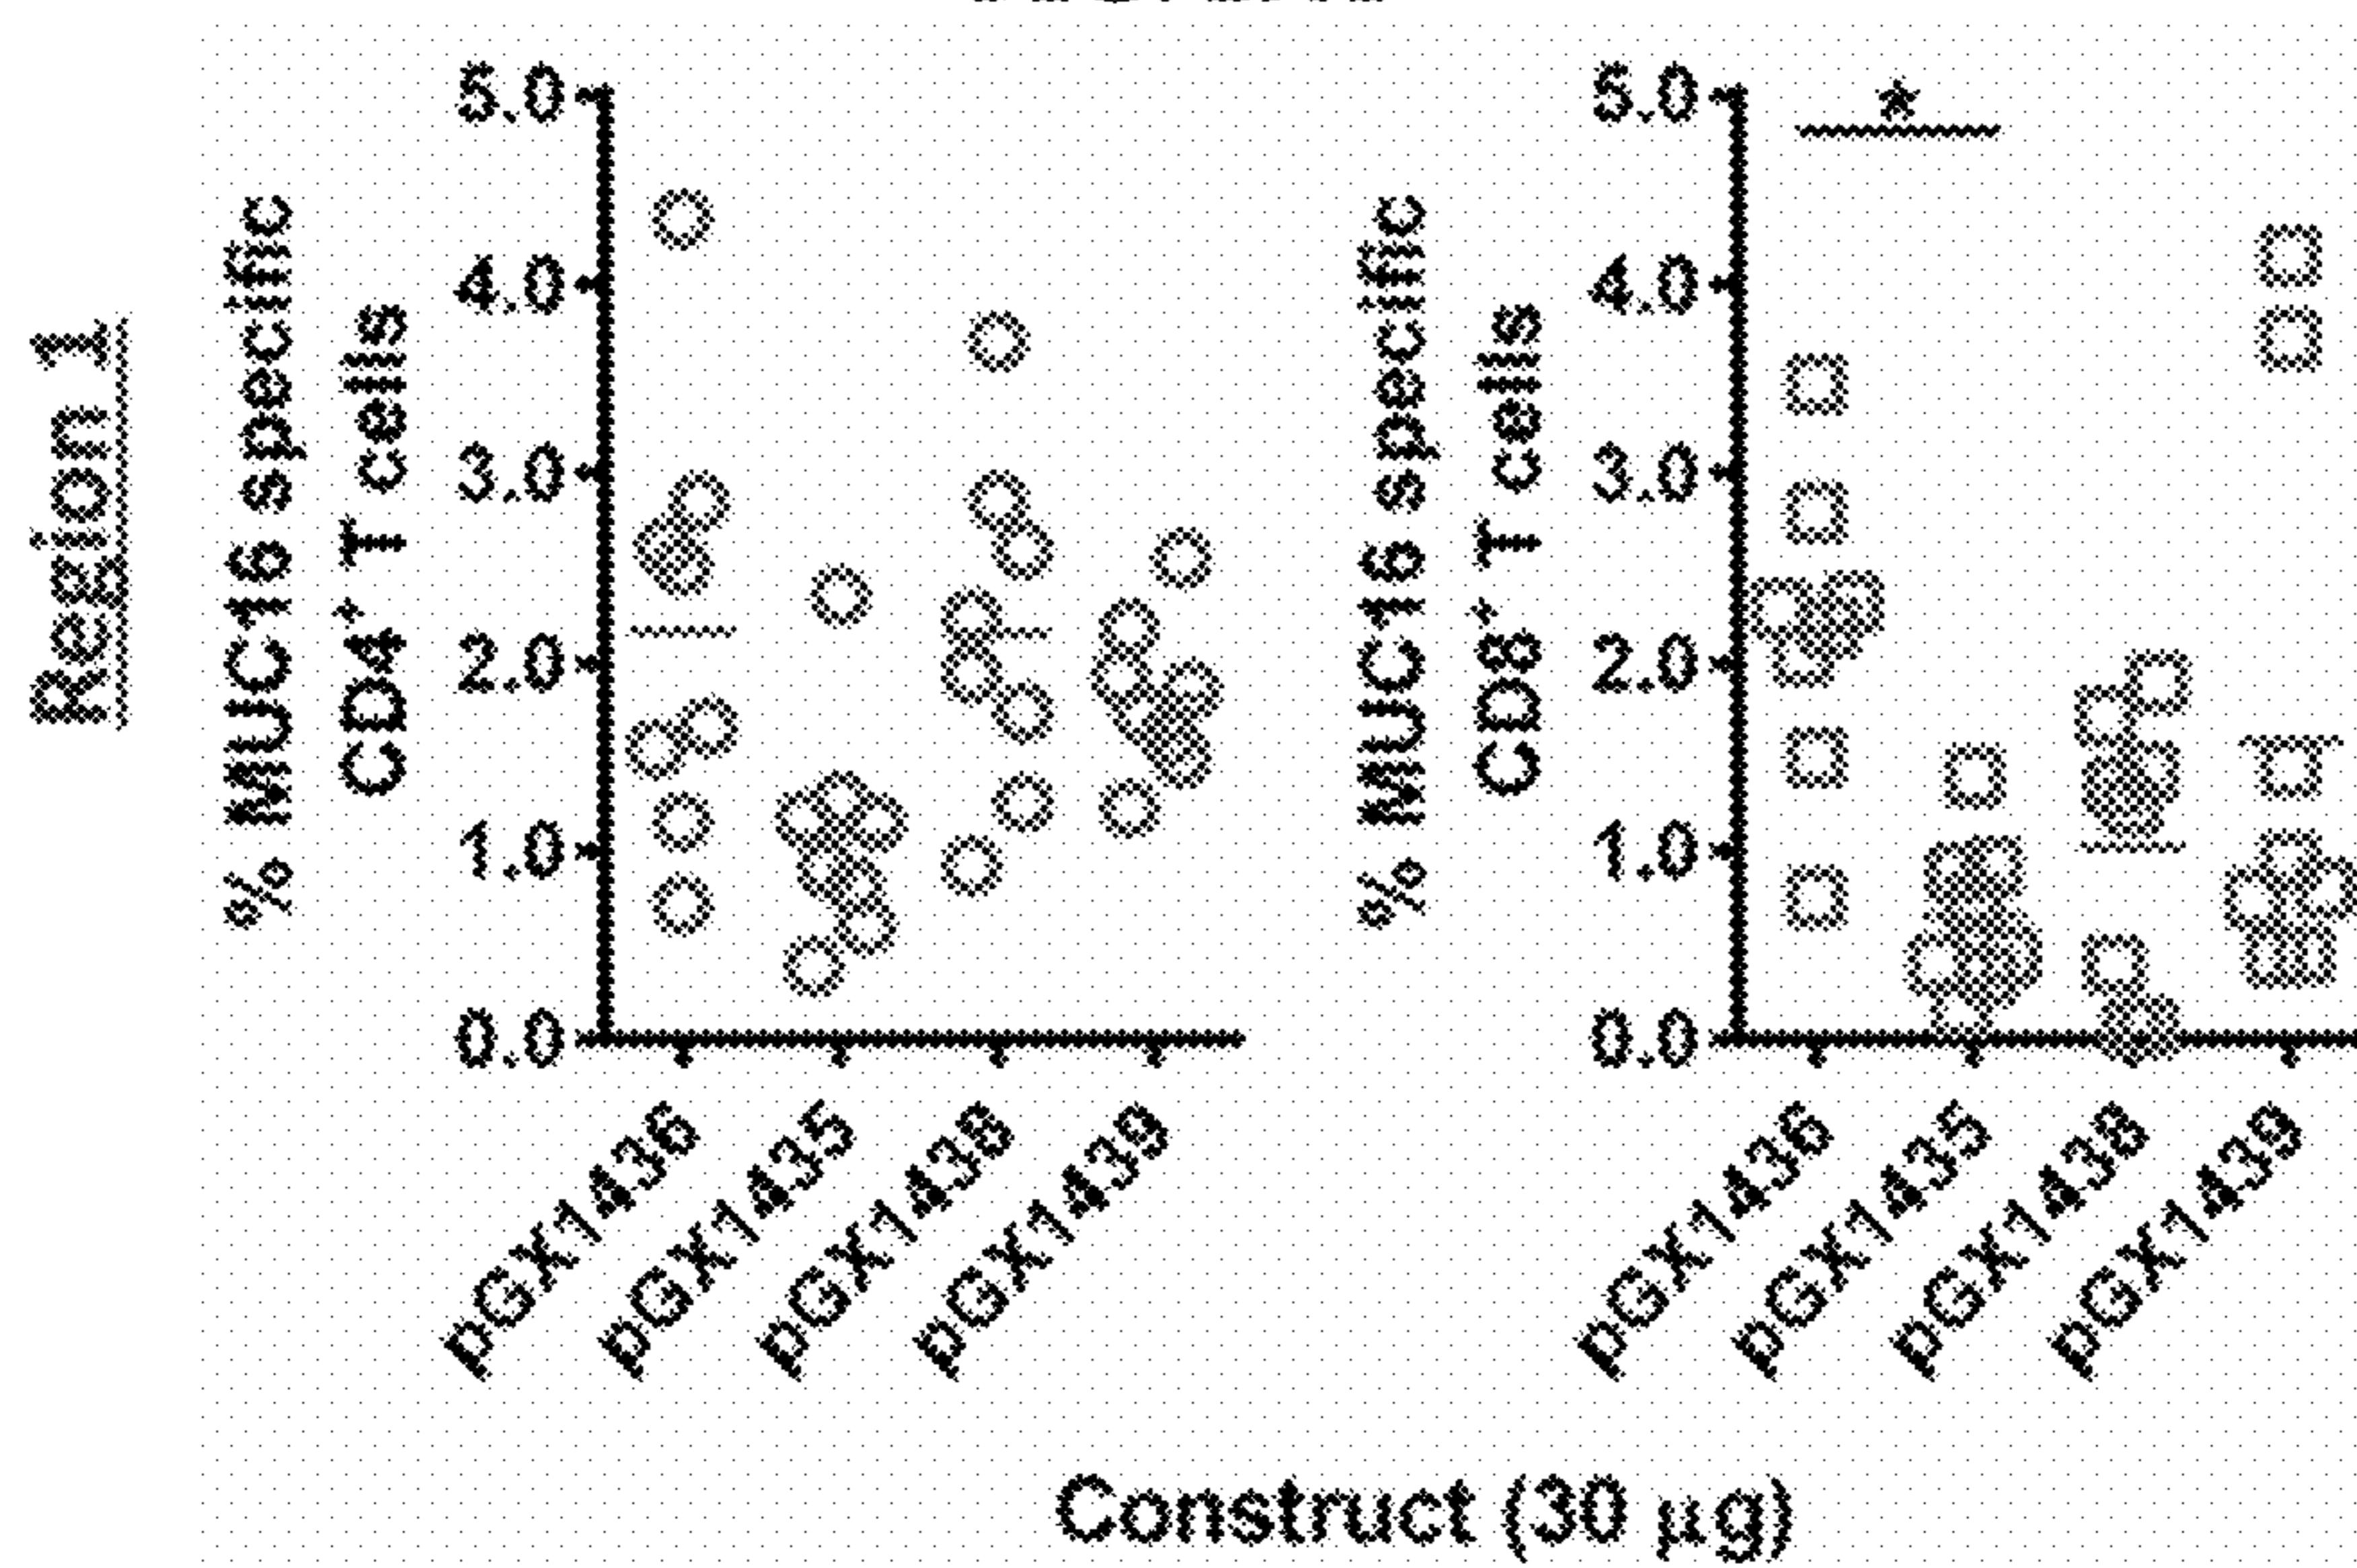 Region 1
% MUC16 specific
CD4+ T cells
5.0
4.0
3.0
2.0
1.0
0.0
pGX1436
pGX1435
pGX1438
pGX1439
% MUC16 specific
CD8+ T cells
5.0
4.0
3.0
2.0
1.0
0.0
*
pGX1436
pGX1435
pGX1438
pGX1439
Construct (30 µg)